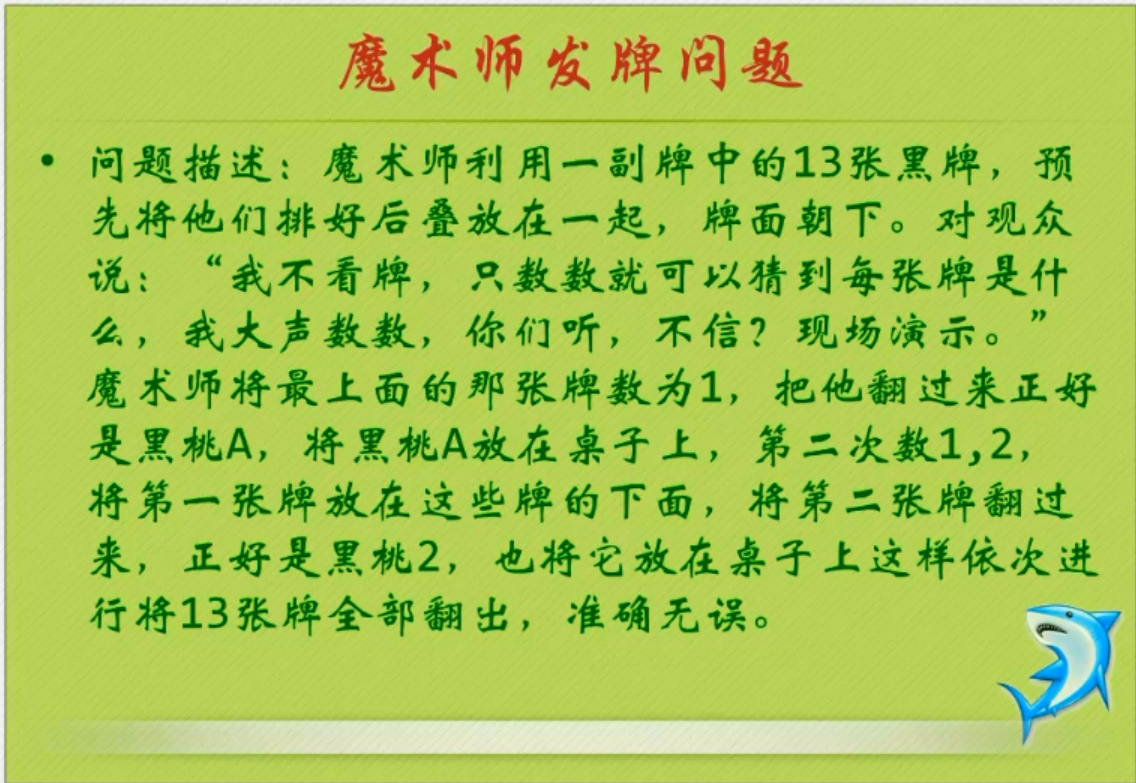 魔术师发牌问题
• 问题描述：魔术师利用一副牌中的13张黑牌，预
先将他们排好后叠放在一起，牌面朝下。对观众
说：“我不看牌，只数数就可以猜到每张牌是什
么，我大声数数，你们听，不信？现场演示。”
魔术师将最上面的那张牌数为1，把他翻过来正好
是黑桃A，将黑桃A放在桌子上，第二次数1,2，
将第一张牌放在这些牌的下面，将第二张牌翻过
来，正好是黑桃2，也将它放在桌子上这样依次进
行将13张牌全部翻出，准确无误。